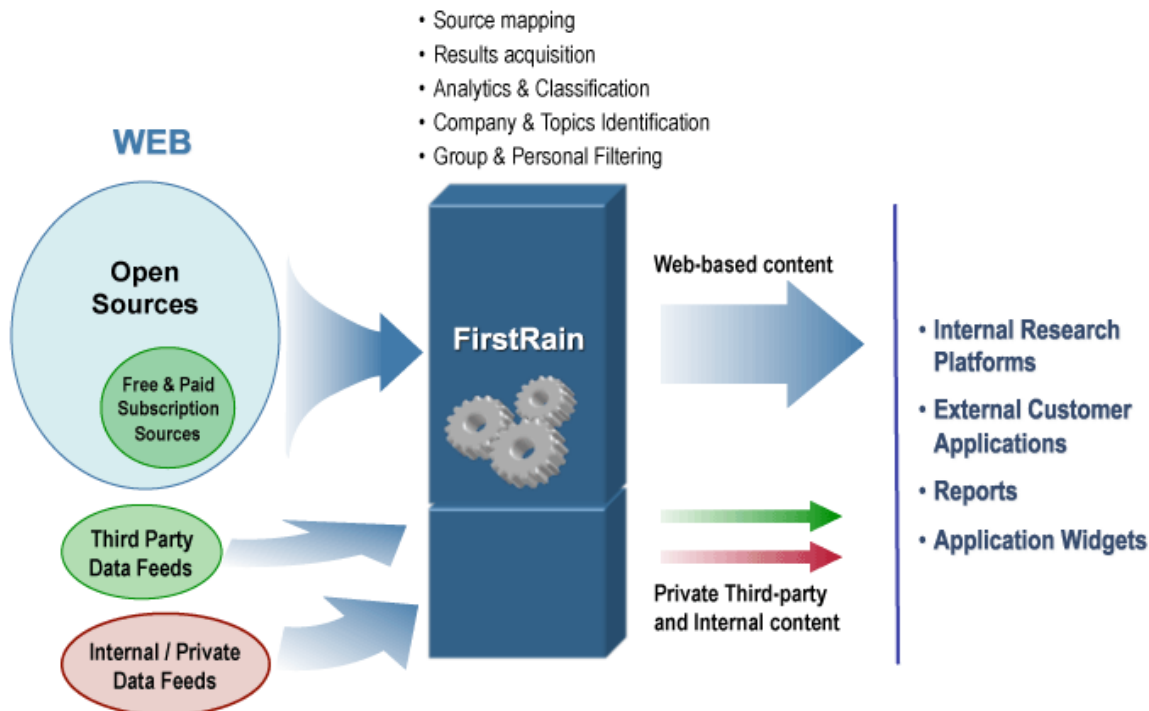 • Source mapping
• Results acquisition
• Analytics & Classification
• Company & Topics Identification
• Group & Personal Filtering
WEB
Open
Sources
Free & Paid
Subscription
Sources
Third Party
Data Feeds
Internal / Private
Data Feeds
FirstRain
Web-based content
Private Third-party
and Internal content
• Internal Research
Platforms
• External Customer
Applications
• Reports
• Application Widgets